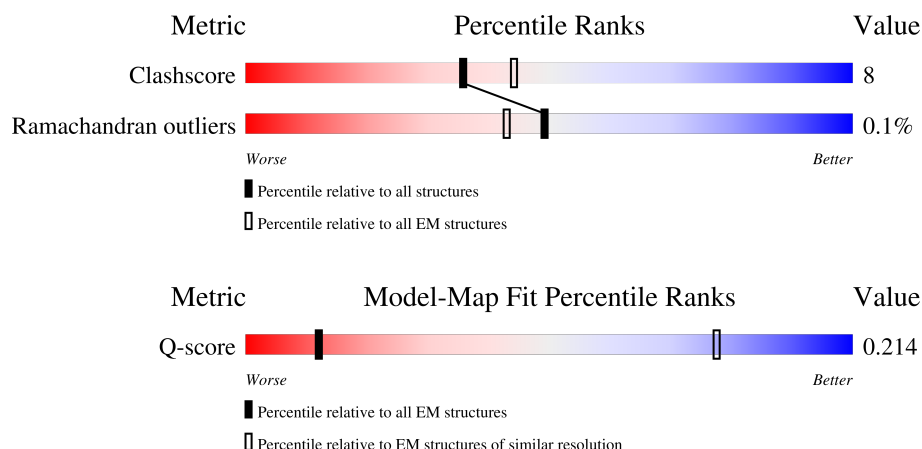 Metric Percentile Ranks Value
Clashscore 8
Ramachandran outliers 0.1%
Worse Better
Percentile relative to all structures
Percentile relative to all EM structures
Metric Model-Map Fit Percentile Ranks Value
Q-score 0.214
Worse Better
Percentile relative to all EM structures
Percentile relative to EM structures of similar resolution